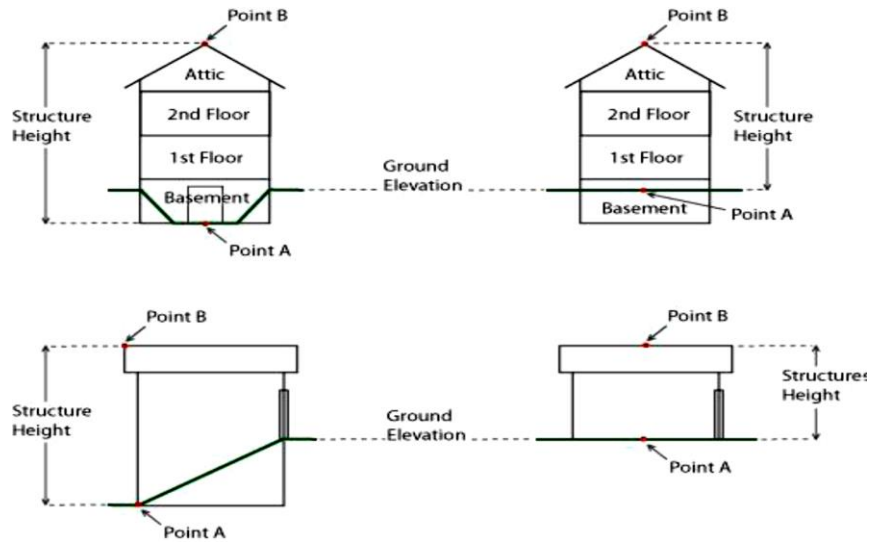 Point B
Attic
2nd Floor
1st Floor
Basement
Structure
Height
Point A
Ground
Elevation
Point B
Attic
2nd Floor
1st Floor
Basement
Structure
Height
Point A
Point B
Structure
Height
Point A
Ground
Elevation
Point B
Structures
Height
Point A